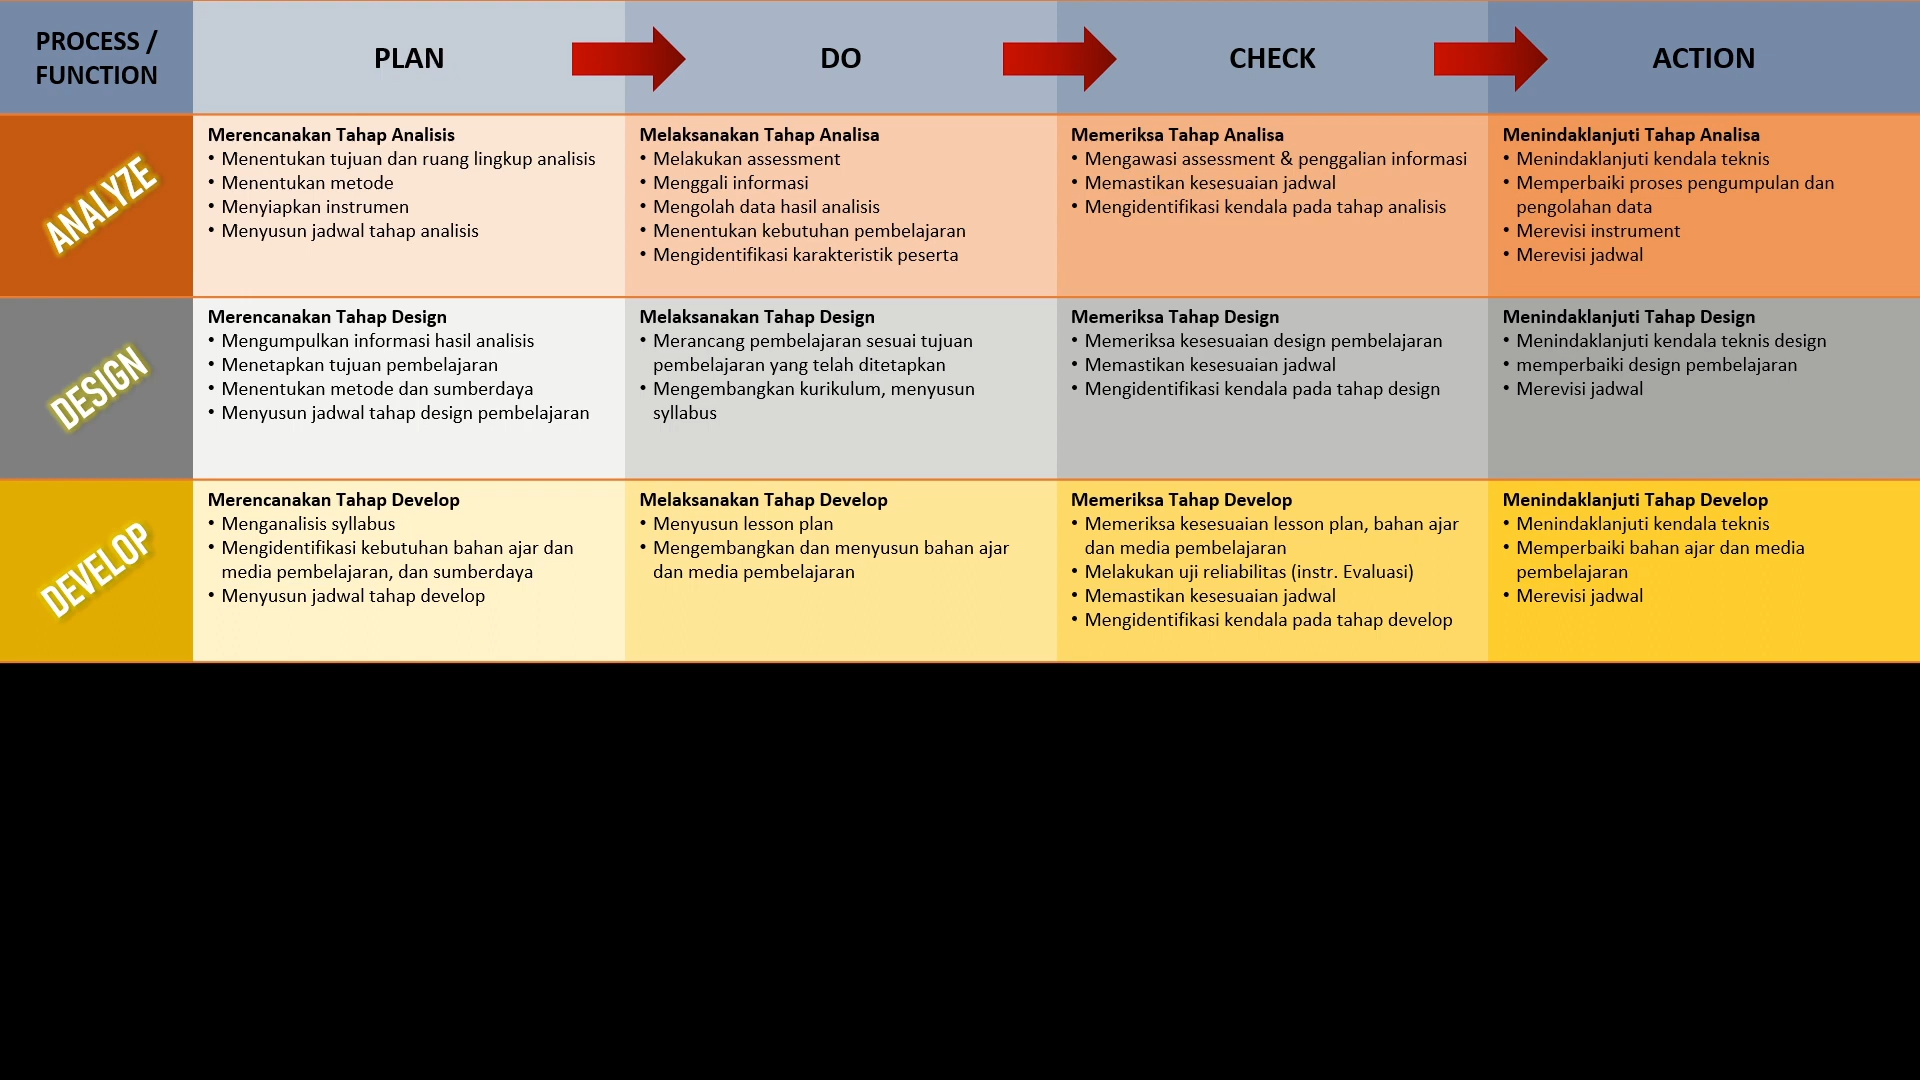 PROCESS /
FUNCTION
PLAN
DO
CHECK
ACTION
ANALYZE
Merencanakan Tahap Analisis
• Menentukan tujuan dan ruang lingkup analisis
• Menentukan metode
• Menyiapkan instrumen
• Menyusun jadwal tahap analisis
Melaksanakan Tahap Analisa
• Melakukan assessment
• Menggali informasi
• Mengolah data hasil analisis
• Menentukan kebutuhan pembelajaran
• Mengidentifikasi karakteristik peserta
Memeriksa Tahap Analisa
• Mengawasi assessment & penggalian informasi
• Memastikan kesesuaian jadwal
• Mengidentifikasi kendala pada tahap analisis
Menindaklanjuti Tahap Analisa
• Menindaklanjuti kendala teknis
• Memperbaiki proses pengumpulan dan
pengolahan data
• Merevisi instrument
• Merevisi jadwal
DESIGN
Merencanakan Tahap Design
• Mengumpulkan informasi hasil analisis
• Menetapkan tujuan pembelajaran
• Menentukan metode dan sumberdaya
• Menyusun jadwal tahap design pembelajaran
Melaksanakan Tahap Design
• Merancang pembelajaran sesuai tujuan
pembelajaran yang telah ditetapkan
• Mengembangkan kurikulum, menyusun
syllabus
Memeriksa Tahap Design
• Memeriksa kesesuaian design pembelajaran
• Memastikan kesesuaian jadwal
• Mengidentifikasi kendala pada tahap design
Menindaklanjuti Tahap Design
• Menindaklanjuti kendala teknis design
• memperbaiki design pembelajaran
• Merevisi jadwal
DEVELOP
Merencanakan Tahap Develop
• Menganalisis syllabus
• Mengidentifikasi kebutuhan bahan ajar dan
media pembelajaran, dan sumberdaya
• Menyusun jadwal tahap develop
Melaksanakan Tahap Develop
• Menyusun lesson plan
• Mengembangkan dan menyusun bahan ajar
dan media pembelajaran
Memeriksa Tahap Develop
• Memeriksa kesesuaian lesson plan, bahan ajar
dan media pembelajaran
• Melakukan uji reliabilitas (instr. Evaluasi)
• Memastikan kesesuaian jadwal
• Mengidentifikasi kendala pada tahap develop
Menindaklanjuti Tahap Develop
• Menindaklanjuti kendala teknis
• Memperbaiki bahan ajar dan media
pembelajaran
• Merevisi jadwal